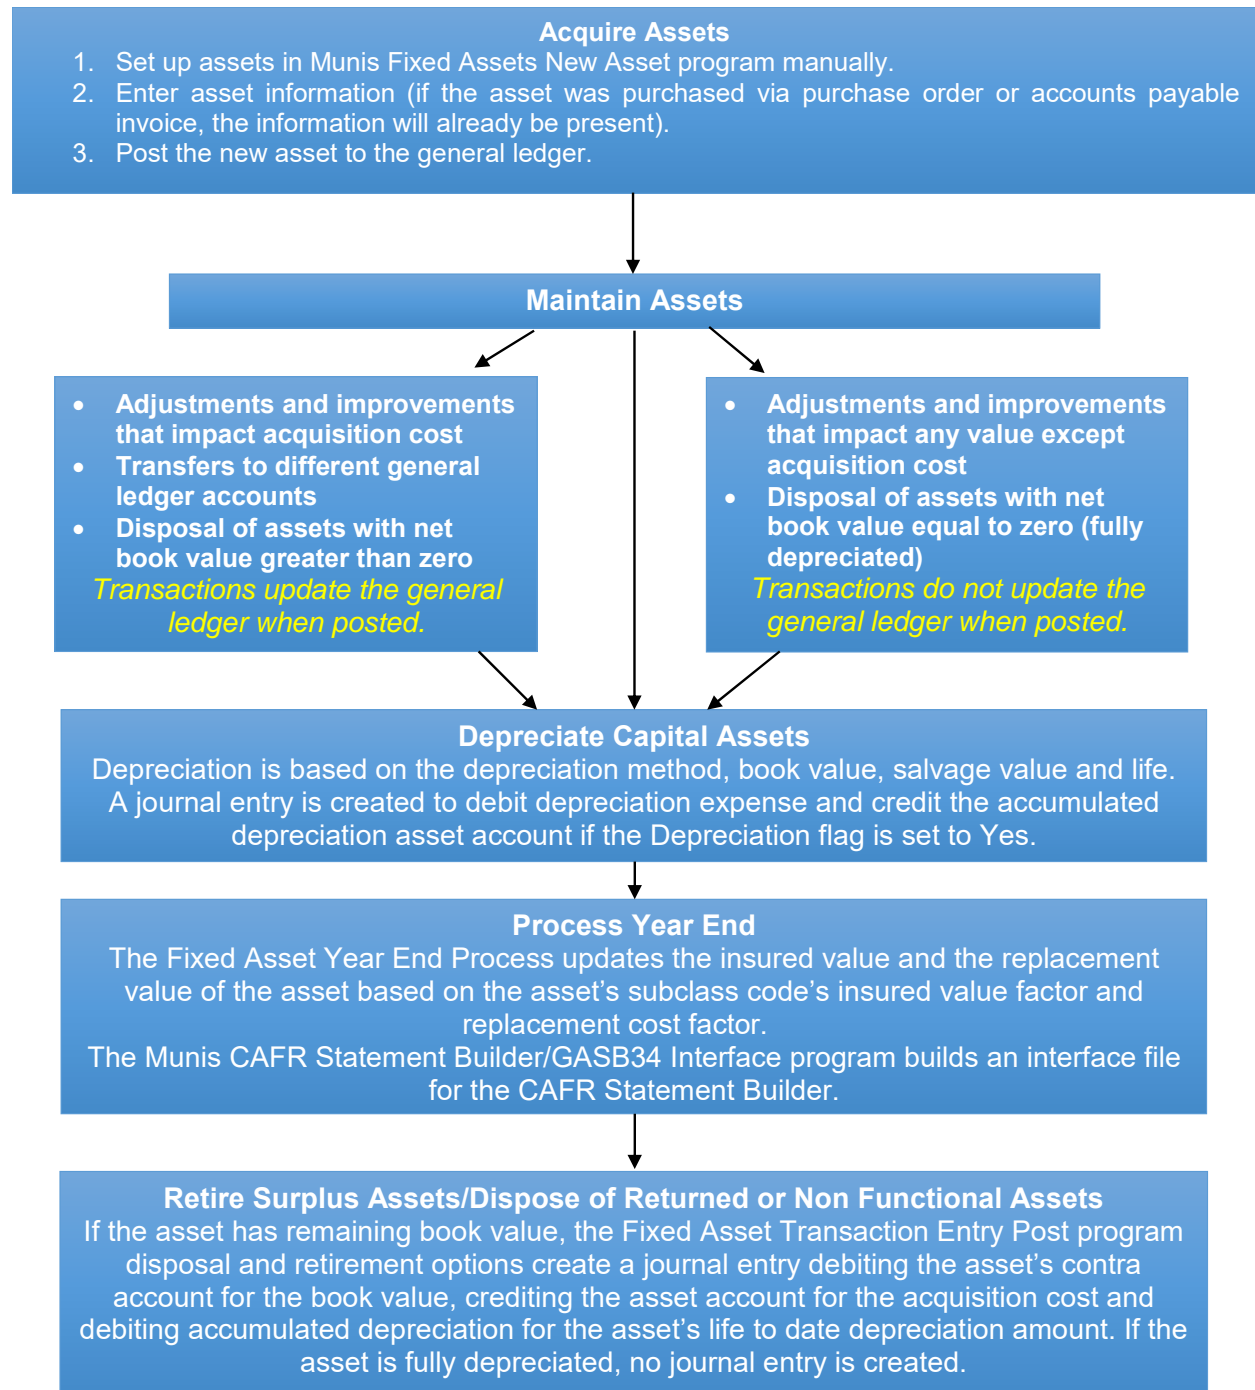 Acquire Assets
1. Set up assets in Munis Fixed Assets New Asset program manually.
2. Enter asset information (if the asset was purchased via purchase order or accounts payable
invoice, the information will already be present).
3. Post the new asset to the general ledger.
Maintain Assets
• Adjustments and improvements
that impact acquisition cost
• Transfers to different general
ledger accounts
• Disposal of assets with net
book value greater than zero
Transactions update the general
ledger when posted.
• Adjustments and improvements
that impact any value except
acquisition cost
• Disposal of assets with net
book value equal to zero (fully
depreciated)
Transactions do not update the
general ledger when posted.
Depreciate Capital Assets
Depreciation is based on the depreciation method, book value, salvage value and life.
A journal entry is created to debit depreciation expense and credit the accumulated
depreciation asset account if the Depreciation flag is set to Yes.
Process Year End
The Fixed Asset Year End Process updates the insured value and the replacement
value of the asset based on the asset’s subclass code’s insured value factor and
replacement cost factor.
The Munis CAFR Statement Builder/GASB34 Interface program builds an interface file
for the CAFR Statement Builder.
Retire Surplus Assets/Dispose of Returned or Non Functional Assets
If the asset has remaining book value, the Fixed Asset Transaction Entry Post program
disposal and retirement options create a journal entry debiting the asset’s contra
account for the book value, crediting the asset account for the acquisition cost and
debiting accumulated depreciation for the asset’s life to date depreciation amount. If the
asset is fully depreciated, no journal entry is created.